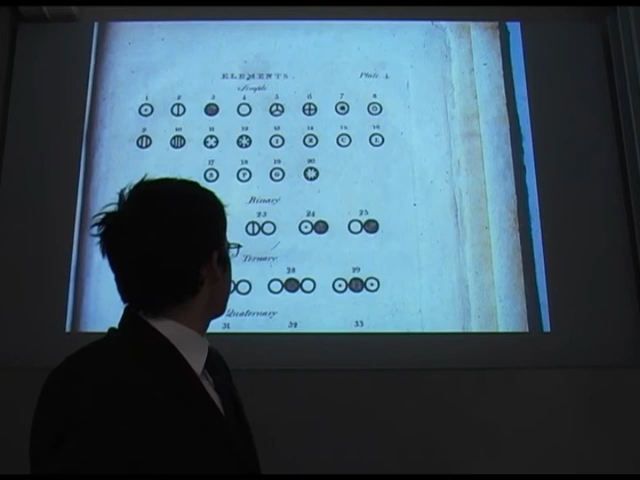 ELEMENTS. Plate 4
Simple
1 2 3 4 5 6 7 8
9 10 11 12 13 14 15 16
I Z C L
17 18 19 20
S P G
Binary
23 24 25
Ternary
28 29
Quaternary
31 32 33